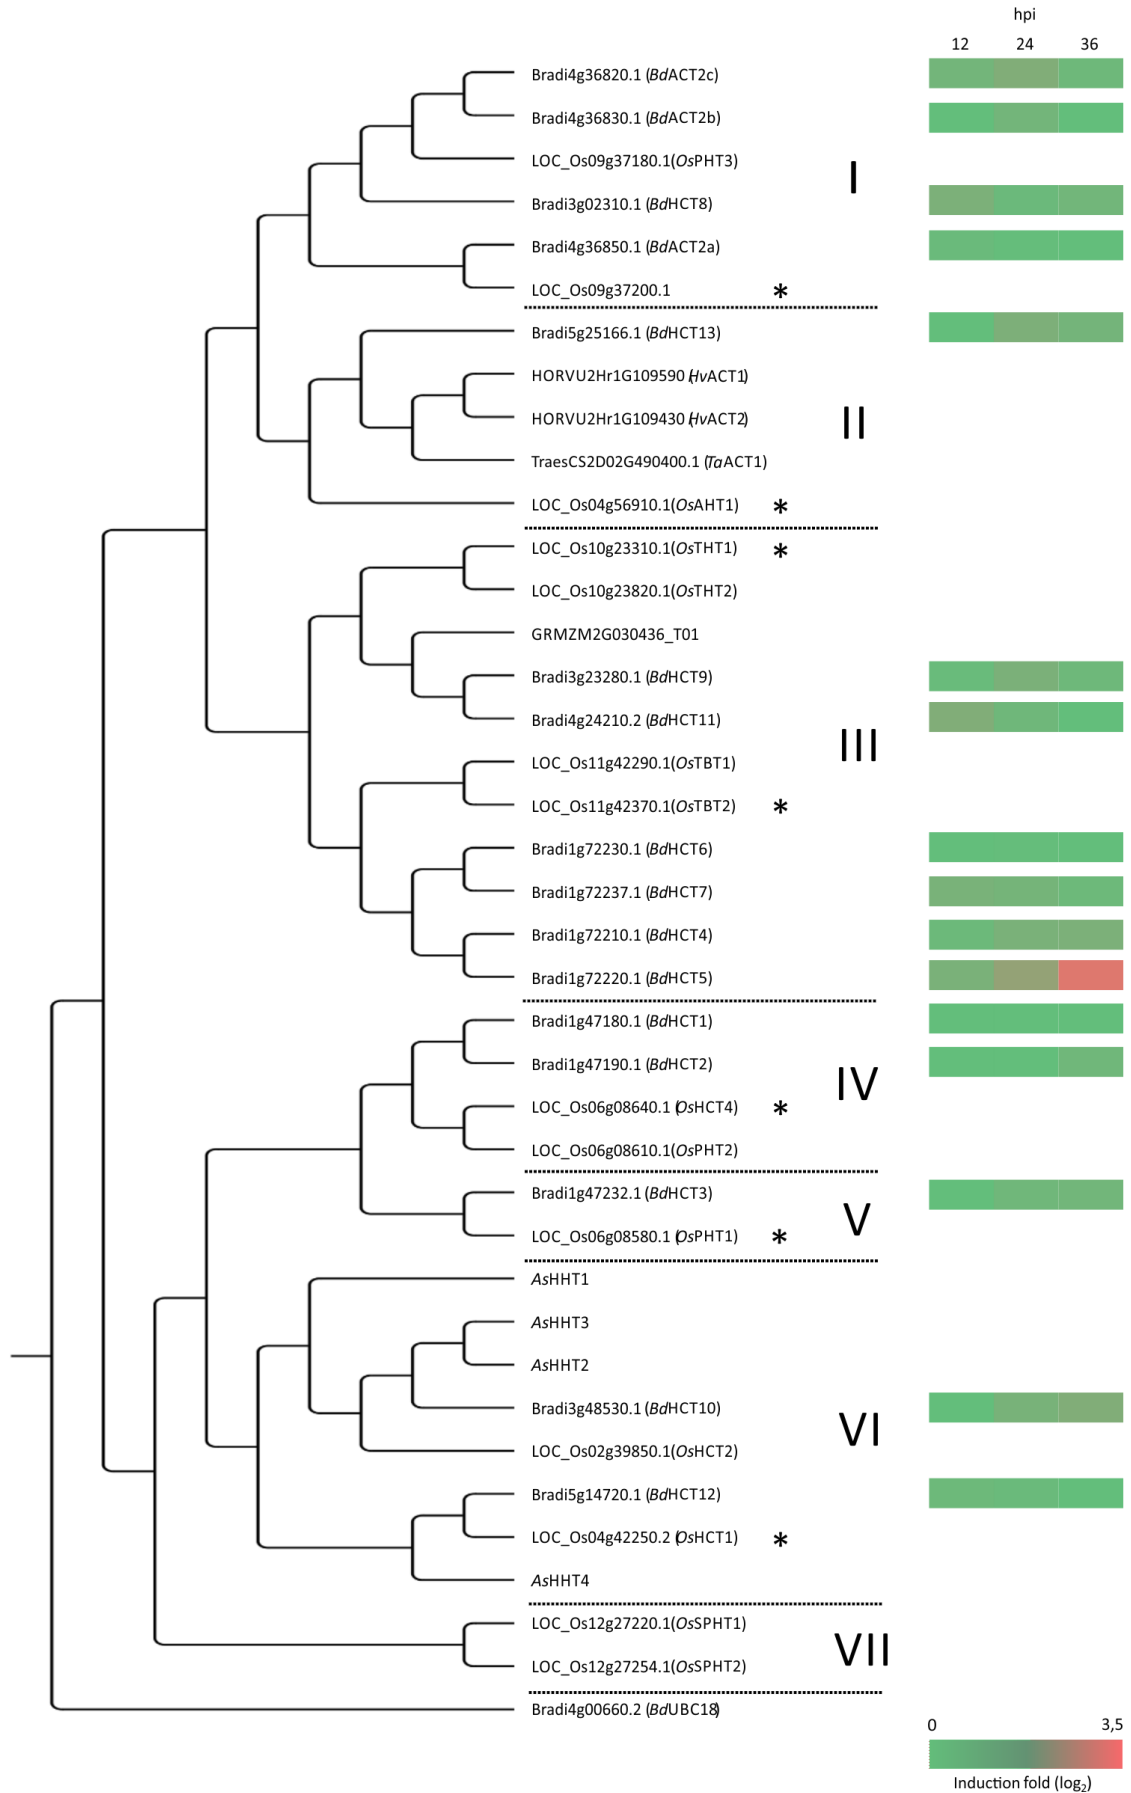 hpi
12 24 36
Bradi4g36820.1 (BdACT2c)
Bradi4g36830.1 (BdACT2b)
LOC_Os09g37180.1(OsPHT3)
I
Bradi3g02310.1 (BdHCT8)
Bradi4g36850.1 (BdACT2a)
LOC_Os09g37200.1 *
Bradi5g25166.1 (BdHCT13)
HORVU2Hr1G109590 (HvACT1)
HORVU2Hr1G109430 (HvACT2)
II
TraesCS2D02G490400.1 (TaACT1)
LOC_Os04g56910.1(OsAHT1) *
LOC_Os10g23310.1(OsTHT1) *
LOC_Os10g23820.1(OsTHT2)
GRMZM2G030436_T01
Bradi3g23280.1 (BdHCT9)
Bradi4g24210.2 (BdHCT11)
III
LOC_Os11g42290.1(OsTBT1)
LOC_Os11g42370.1(OsTBT2) *
Bradi1g72230.1 (BdHCT6)
Bradi1g72237.1 (BdHCT7)
Bradi1g72210.1 (BdHCT4)
Bradi1g72220.1 (BdHCT5)
Bradi1g47180.1 (BdHCT1)
Bradi1g47190.1 (BdHCT2)
IV
LOC_Os06g08640.1 (OsHCT4) *
LOC_Os06g08610.1(OsPHT2)
Bradi1g47232.1 (BdHCT3)
V
LOC_Os06g08580.1 (OsPHT1) *
AsHHT1
AsHHT3
AsHHT2
Bradi3g48530.1 (BdHCT10)
VI
LOC_Os02g39850.1(OsHCT2)
Bradi5g14720.1 (BdHCT12)
LOC_Os04g42250.2 (OsHCT1) *
AsHHT4
LOC_Os12g27220.1(OsSPHT1)
VII
LOC_Os12g27254.1(OsSPHT2)
Bradi4g00660.2 (BdUBC18)
0 3,5
Induction fold (log2)